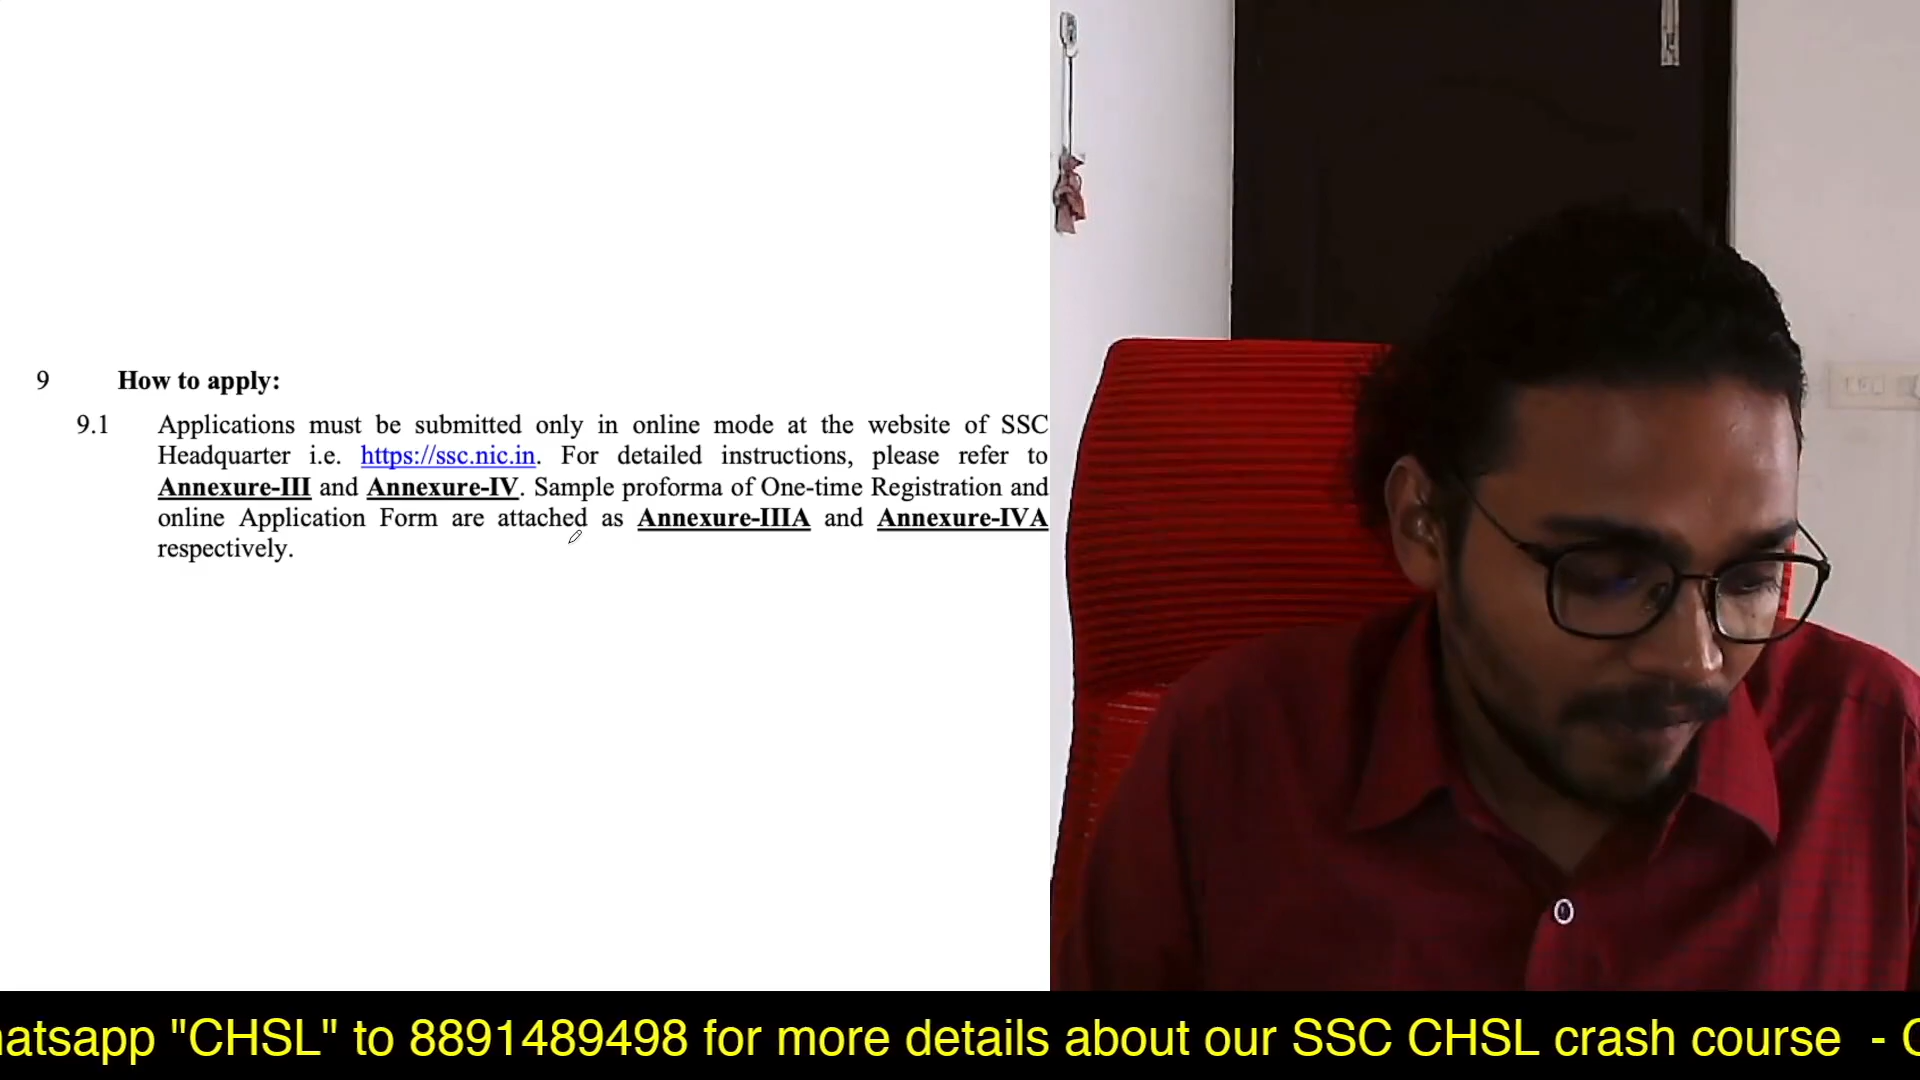 9 How to apply:
9.1 Applications must be submitted only in online mode at the website of SSC
Headquarter i.e. https://ssc.nic.in. For detailed instructions, please refer to
Annexure-III and Annexure-IV. Sample proforma of One-time Registration and
online Application Form are attached as Annexure-IIIA and Annexure-IVA
respectively.
hatsapp "CHSL" to 8891489498 for more details about our SSC CHSL crash course -